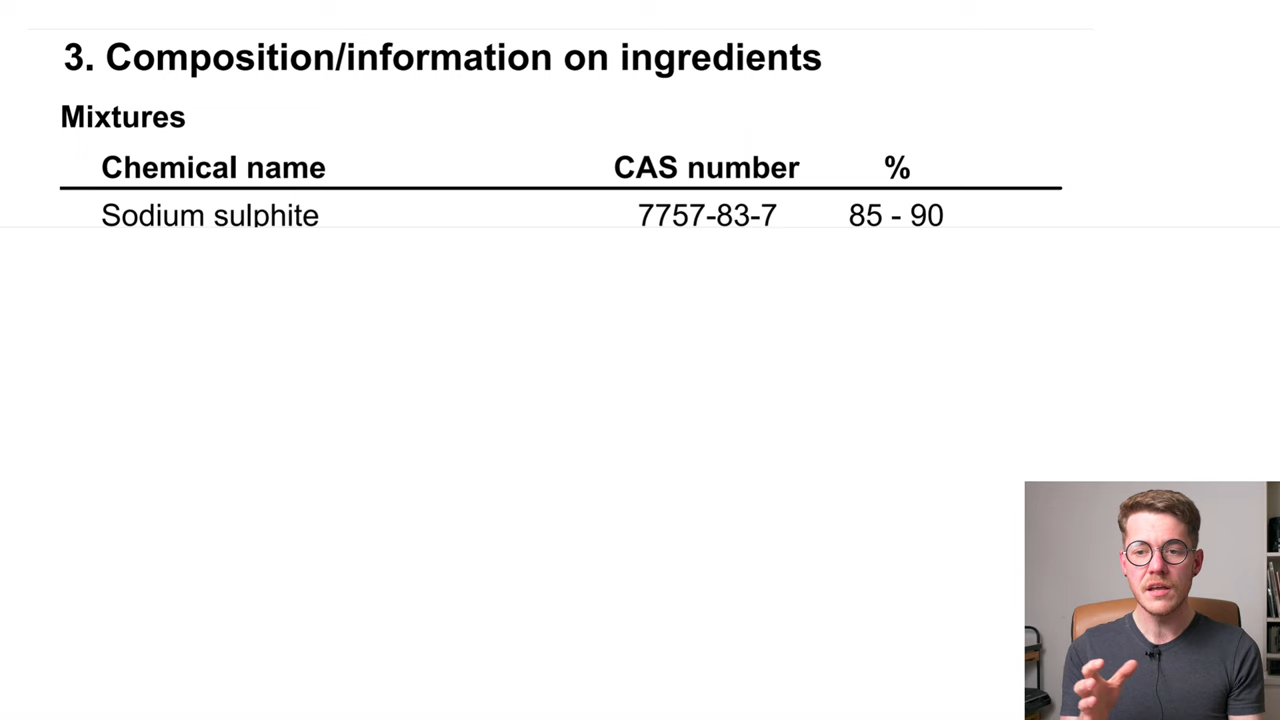 3. Composition/information on ingredients
Mixtures
Chemical name CAS number %
Sodium sulphite 7757-83-7 85 - 90